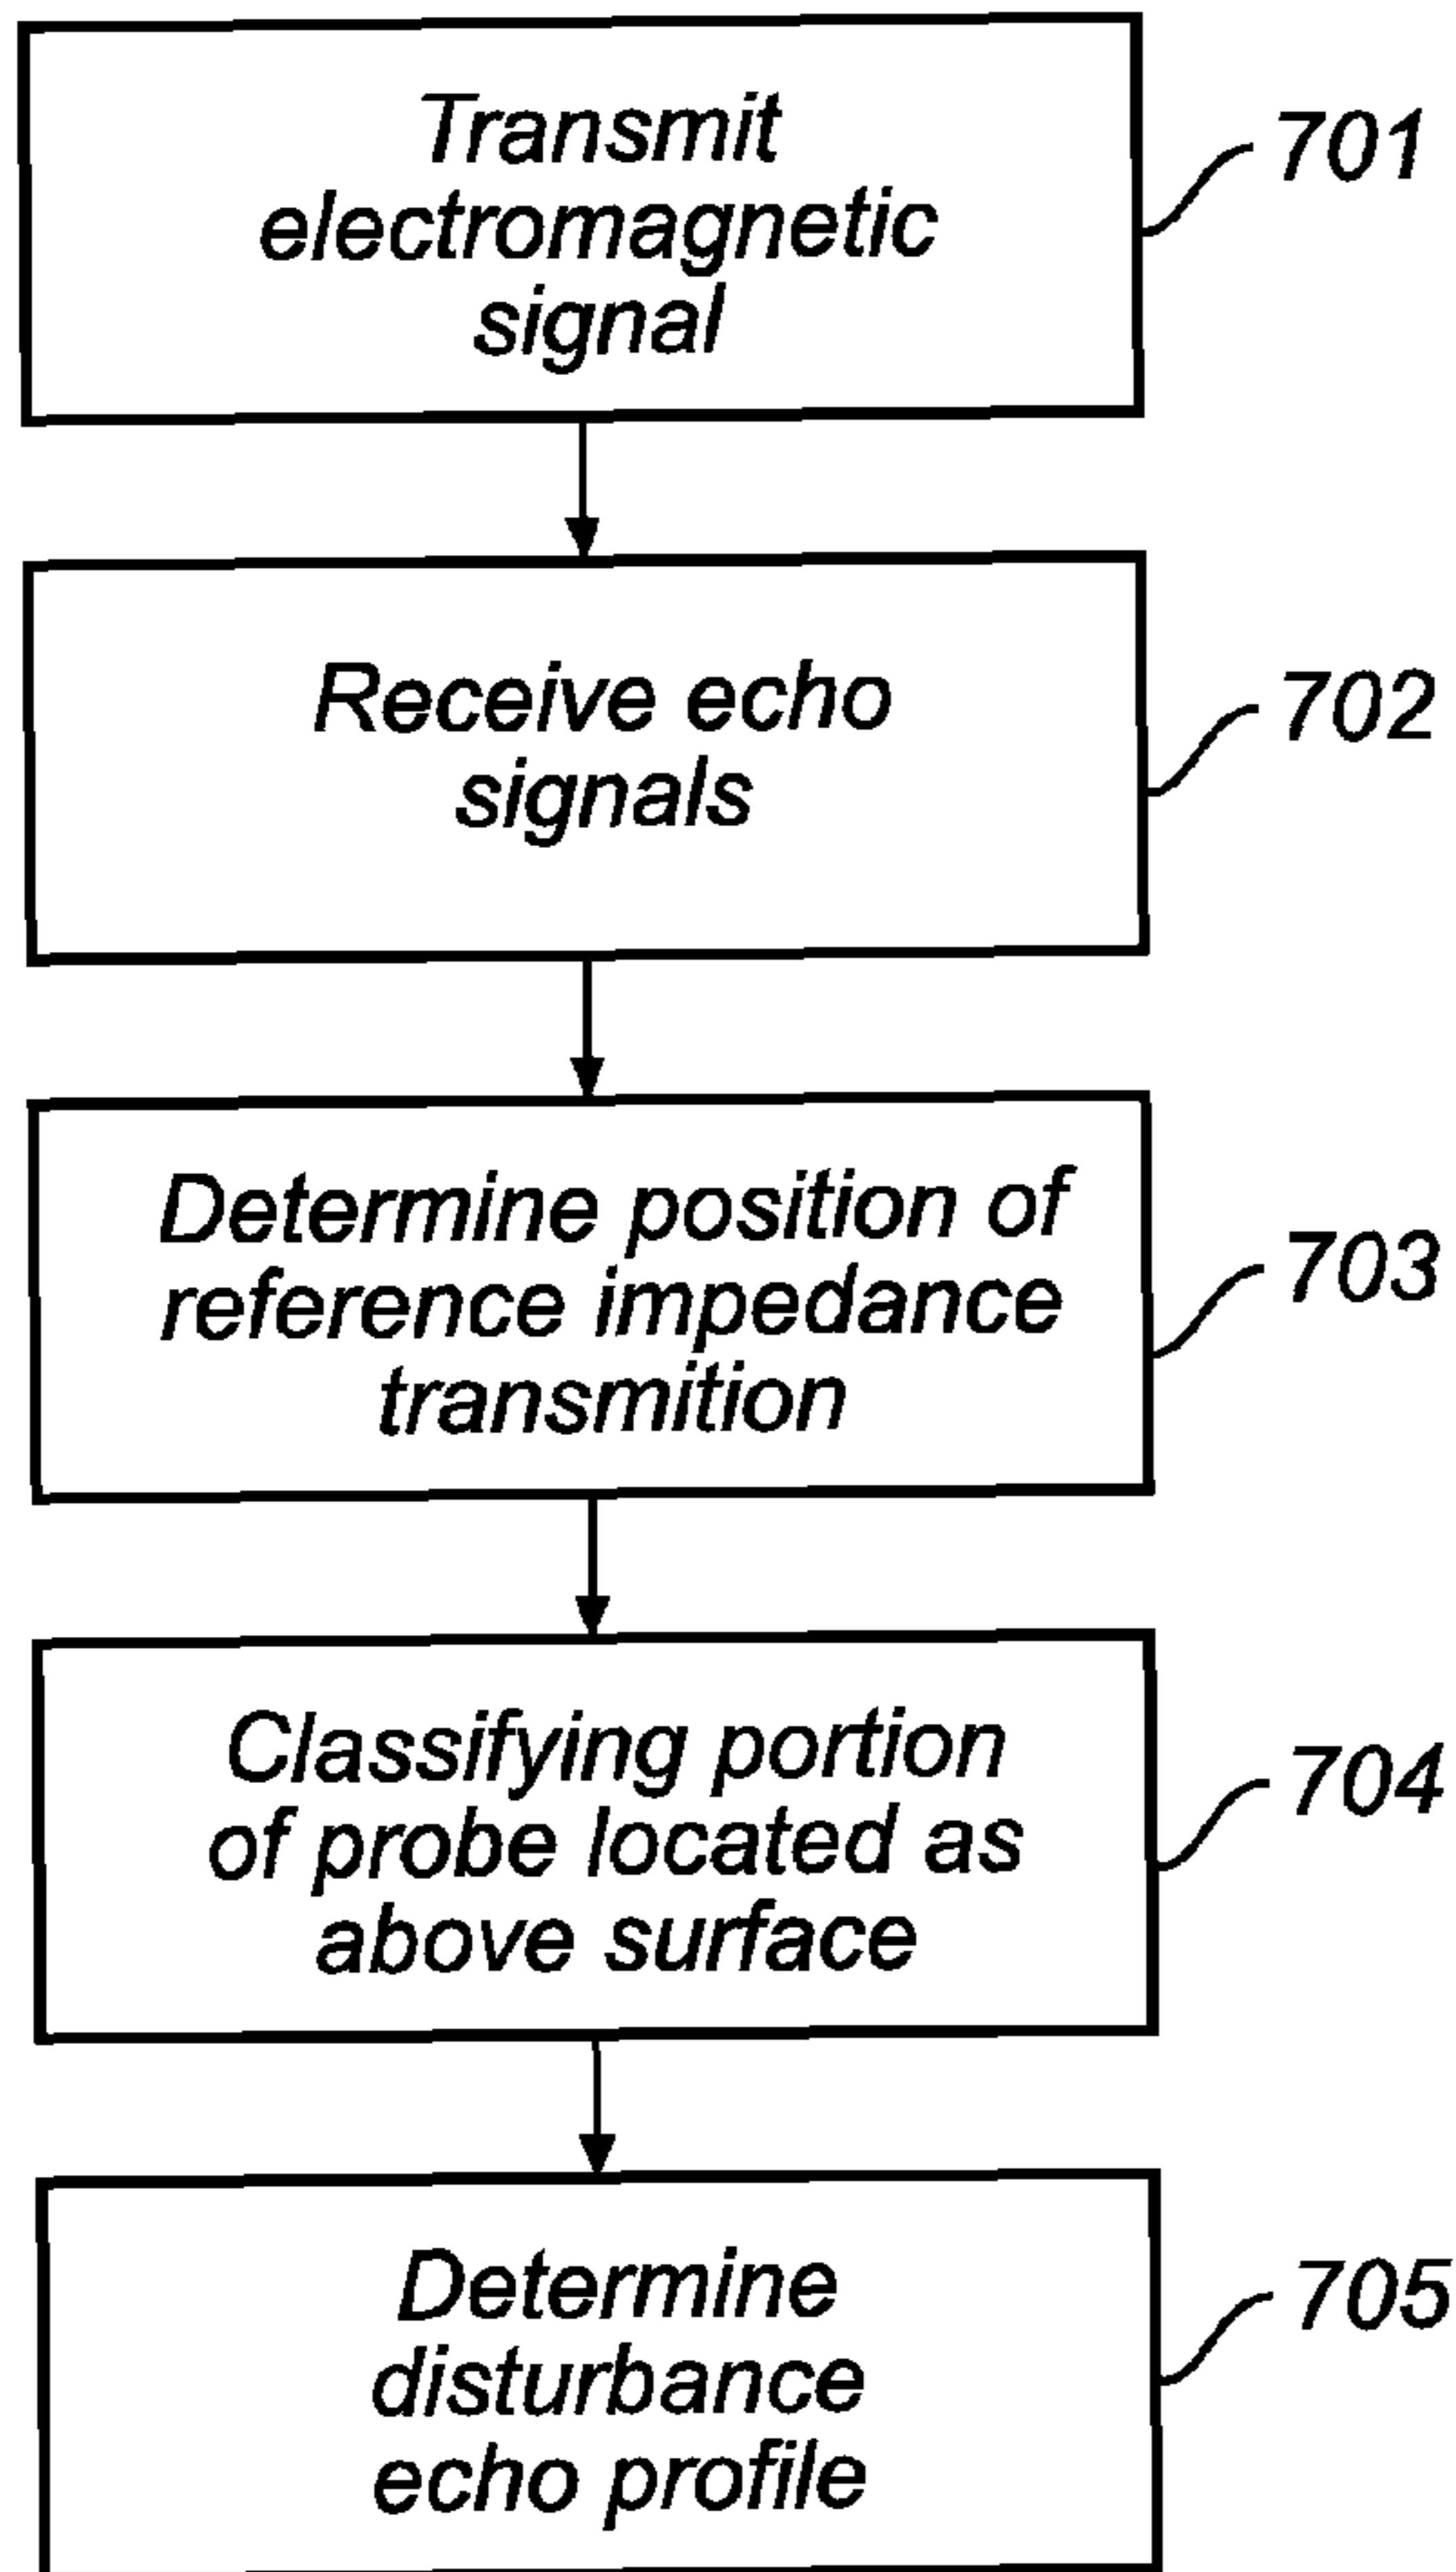 Transmit
electromagnetic
signal
701
Receive echo
signals
702
Determine position of
reference impedance
transmition
703
Classifying portion
of probe located as
above surface
704
Determine
disturbance
echo profile
705